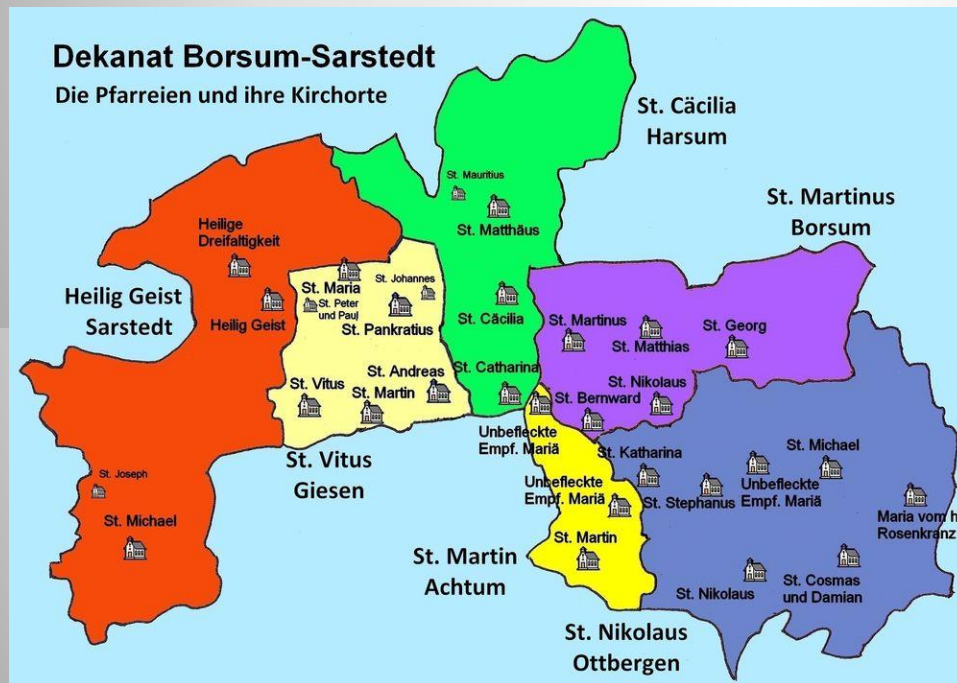 Dekanat Borsum-Sarstedt
Die Pfarreien und ihre Kirchorte
St. Cäcilia
Harsum
St. Martinus
Borsum
Heilig Geist
Sarstedt
St. Vitus
Giesen
St. Martin
Achtum
St. Nikolaus
Ottbergen
St. Mauritius
St. Matthäus
Heilige
Dreifaltigkeit
Heilig Geist
St. Maria
St. Peter
und Paul
St. Johannes
St. Pankratius
St. Cäcilia
St. Martinus
St. Matthias
St. Georg
St. Vitus
St. Martin
St. Andreas
St. Catharina
St. Bernward
St. Nikolaus
Unbefleckte
Empf. Mariä
St. Katharina
St. Michael
Unbefleckte
Empf. Mariä
St. Stephanus
Unbefleckte
Empf. Mariä
Maria vom h
Rosenkranz
St. Joseph
St. Michael
St. Martin
St. Nikolaus
St. Cosmas
und Damian